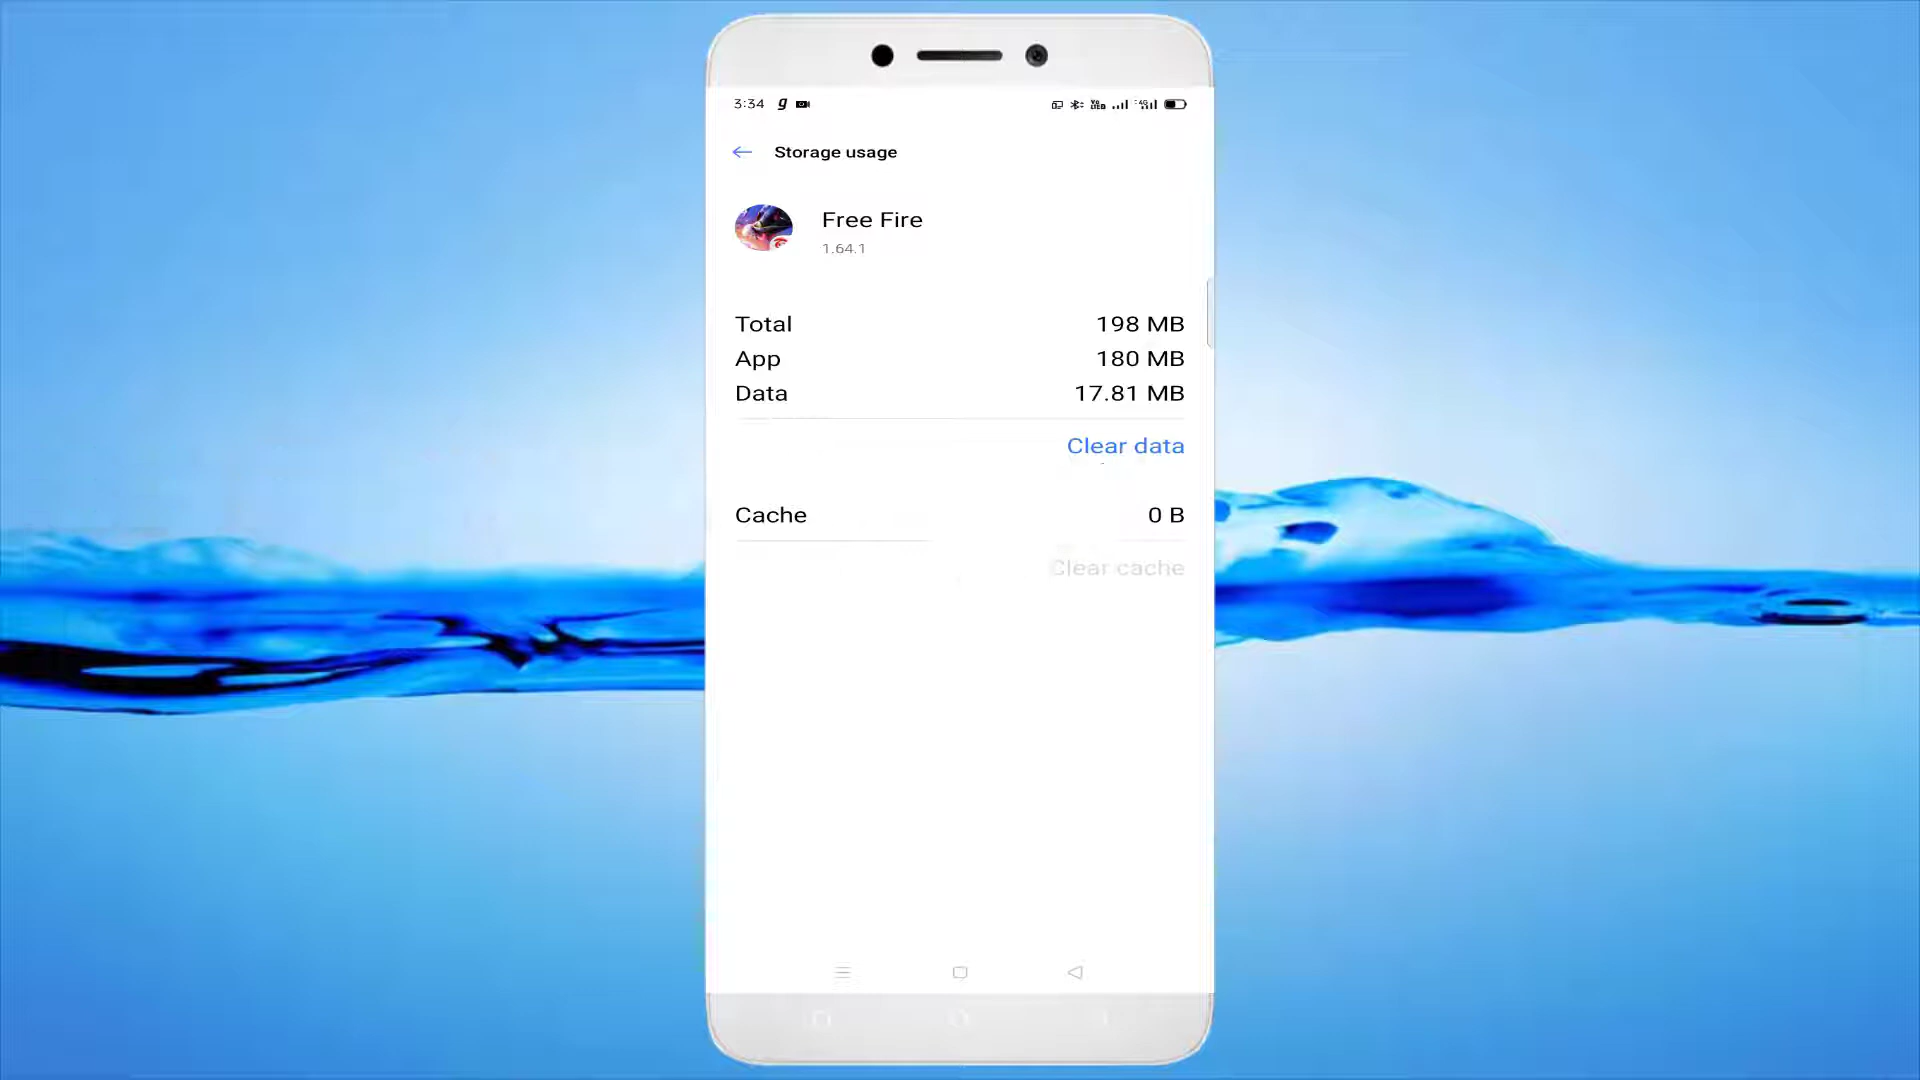 3:34
Storage usage
Free Fire
1.64.1
Total 198 MB
App 180 MB
Data 17.81 MB
Clear data
Cache 0 B
Clear cache